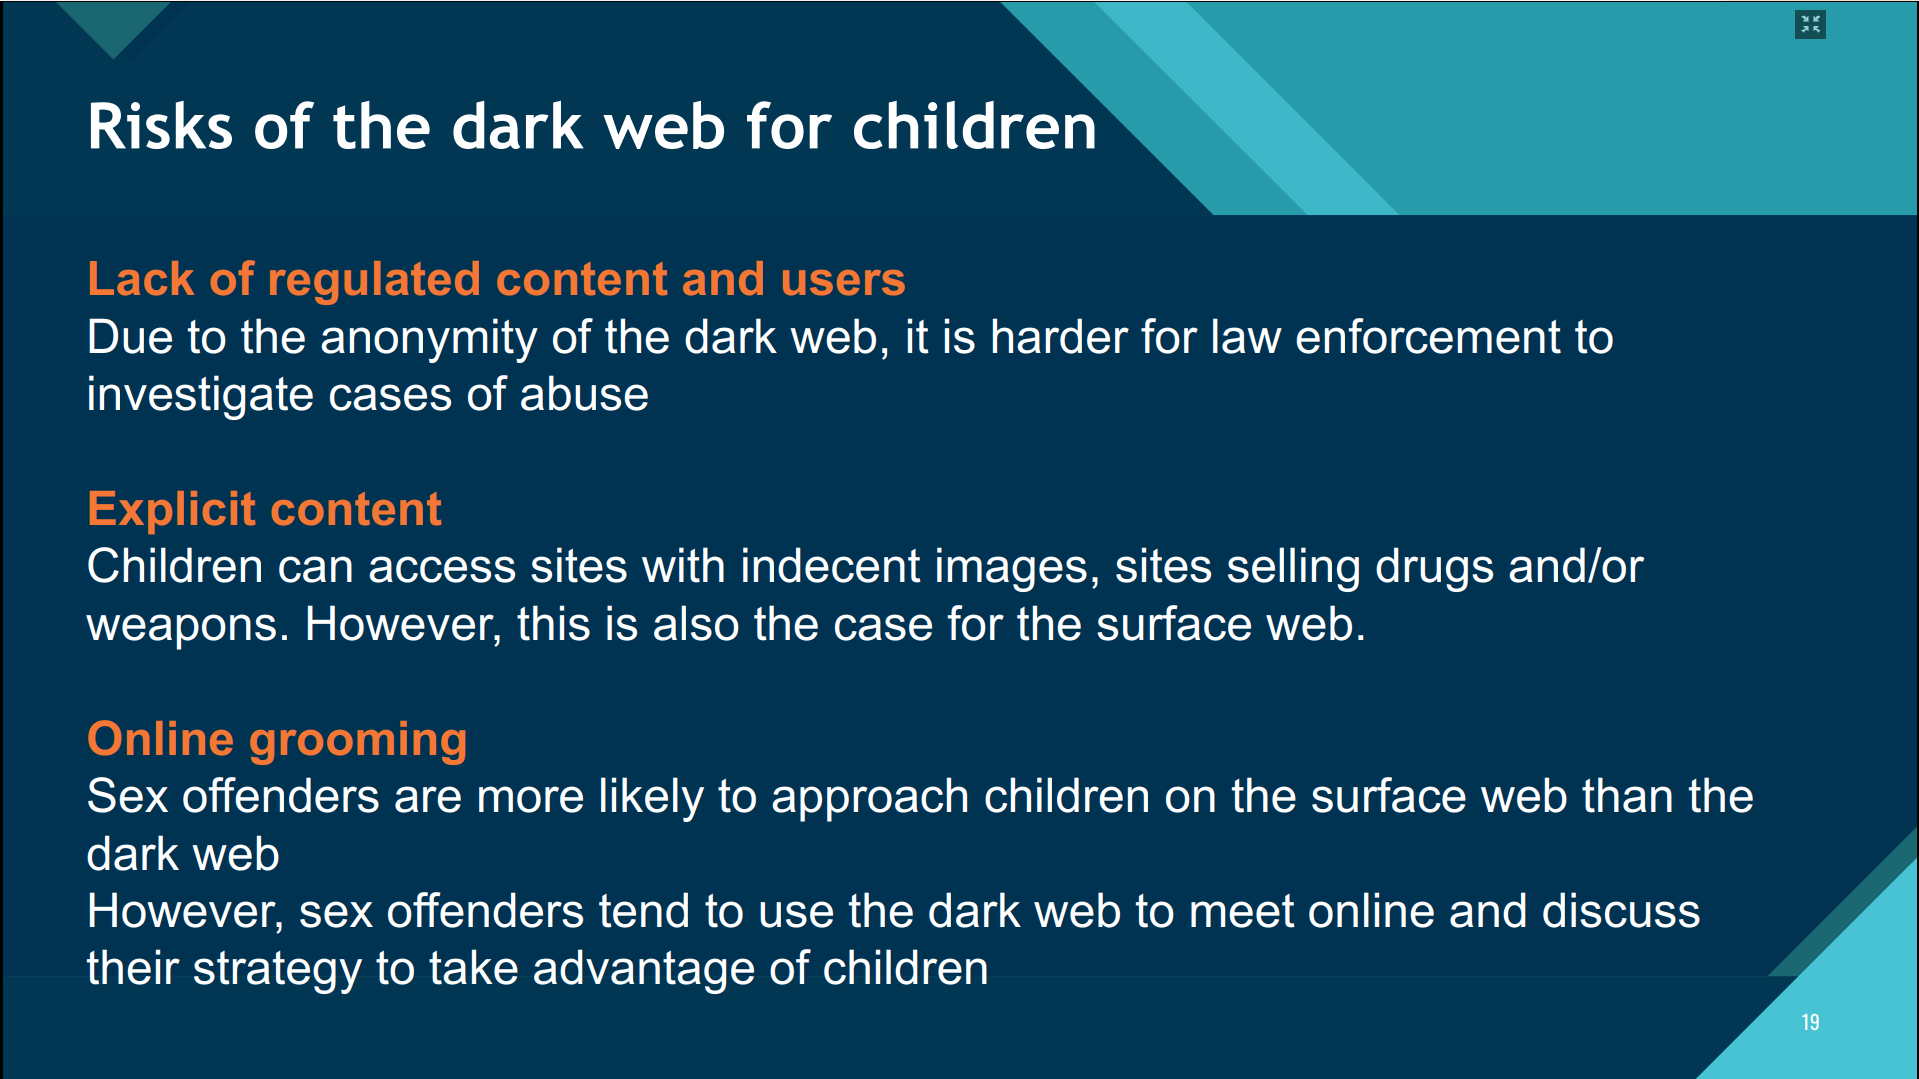 Risks of the dark web for children
Lack of regulated content and users
Due to the anonymity of the dark web, it is harder for law enforcement to
investigate cases of abuse
Explicit content
Children can access sites with indecent images, sites selling drugs and/or
weapons. However, this is also the case for the surface web.
Online grooming
Sex offenders are more likely to approach children on the surface web than the
dark web
However, sex offenders tend to use the dark web to meet online and discuss
their strategy to take advantage of children
19